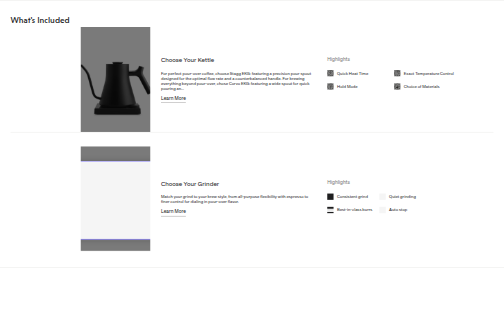 What's Included
Choose Your Kettle
For perfect pour-over coffee, choose Stagg EKG: featuring a precision pour spout
designed for the optimal flow rate and a counterbalanced handle. For brewing
everything beyond pour-over, choose Corvo EKG: featuring a wide spout for quick
pouring an...
Learn More
Highlights
Quick Heat Time
Exact Temperature Control
Hold Mode
Choice of Materials
Choose Your Grinder
Match your grind to your brew style, from all-purpose flexibility with espresso to
fine control for dialing in your own flavor.
Learn More
Highlights
Consistent grind
Quiet grinding
Best-in-class burrs
Auto stop